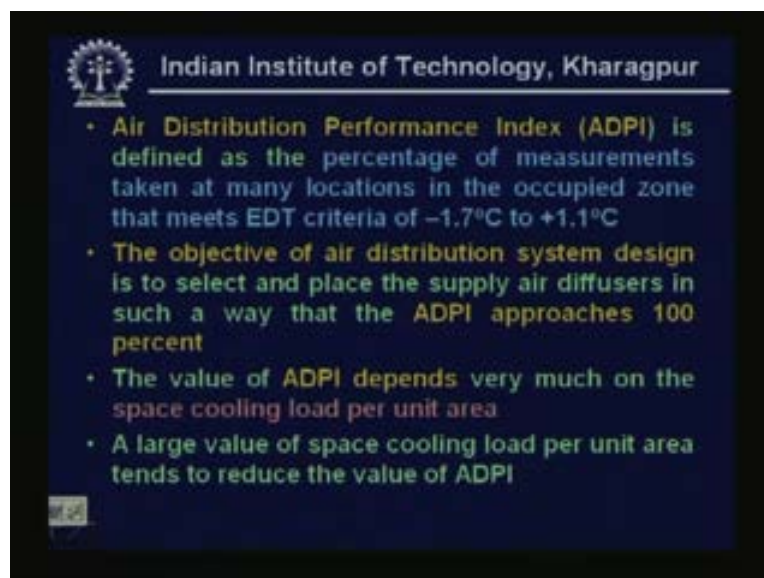 Indian Institute of Technology, Kharagpur
• Air Distribution Performance Index (ADPI) is
defined as the percentage of measurements
taken at many locations in the occupied zone
that meets EDT criteria of –1.7ºC to +1.1ºC
• The objective of air distribution system design
is to select and place the supply air diffusers in
such a way that the ADPI approaches 100
percent
• The value of ADPI depends very much on the
space cooling load per unit area
• A large value of space cooling load per unit area
tends to reduce the value of ADPI